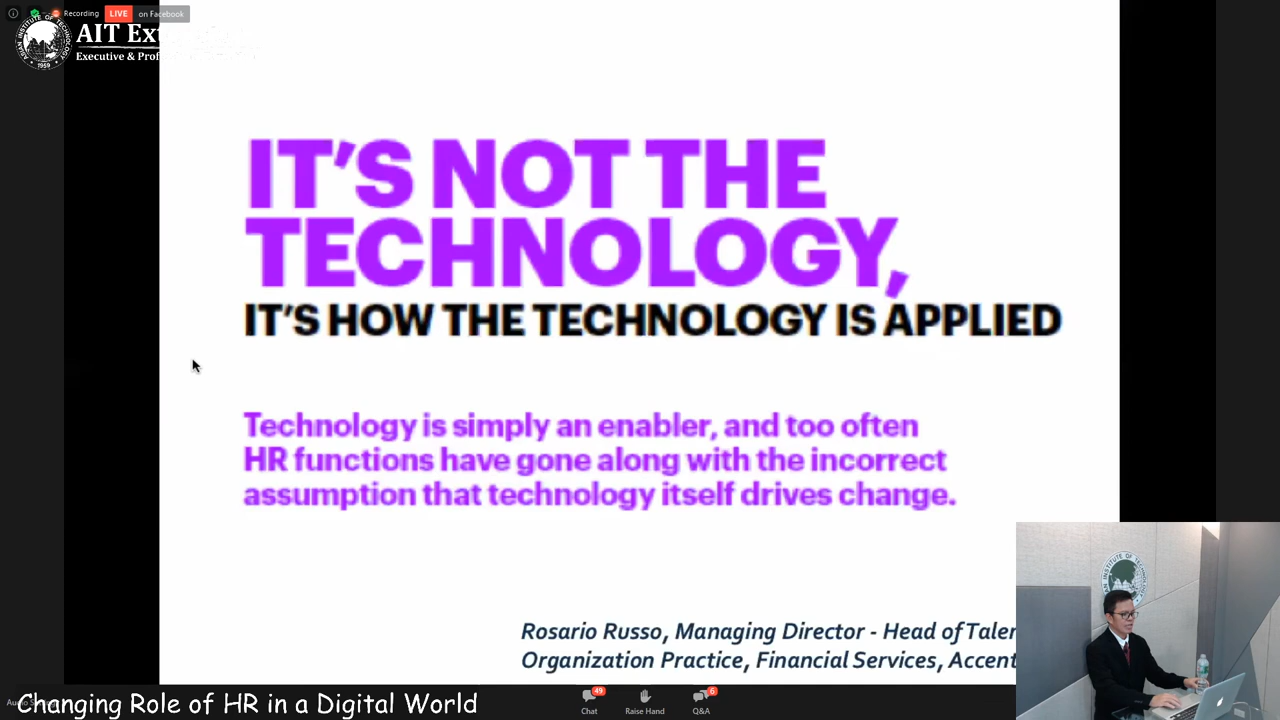 Recording
LIVE
on Facebook
AIT Ext
Executive & Prof
1959
IT'S NOT THE
TECHNOLOGY,
IT'S HOW THE TECHNOLOGY IS APPLIED
Technology is simply an enabler, and too often
HR functions have gone along with the incorrect
assumption that technology itself drives change.
Rosario Russo, Managing Director - Head of Talen
Organization Practice, Financial Services, Accent
Changing Role of HR in a Digital World
49
Chat
Raise Hand
6
Q&A